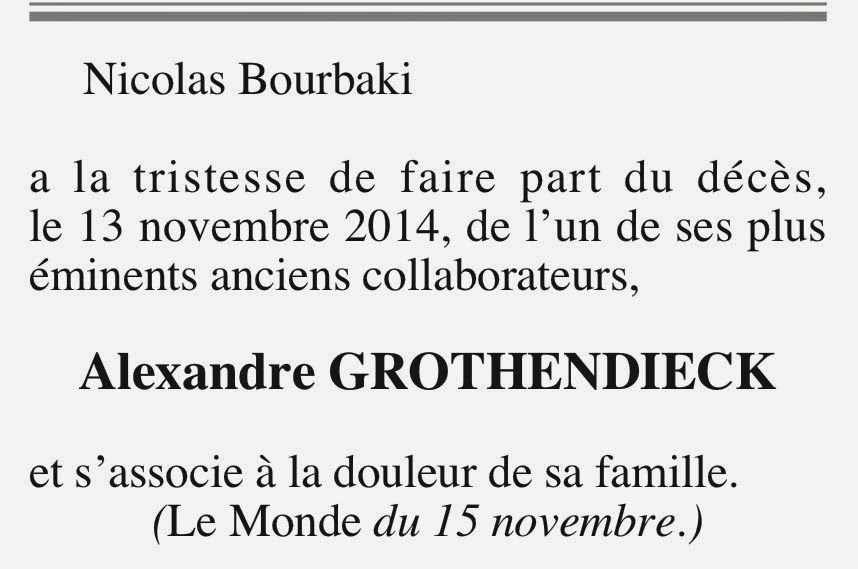 Nicolas Bourbaki
a la tristesse de faire part du décès,
le 13 novembre 2014, de l’un de ses plus
éminents anciens collaborateurs,
Alexandre GROTHENDIECK
et s’associe à la douleur de sa famille.
(Le Monde du 15 novembre.)